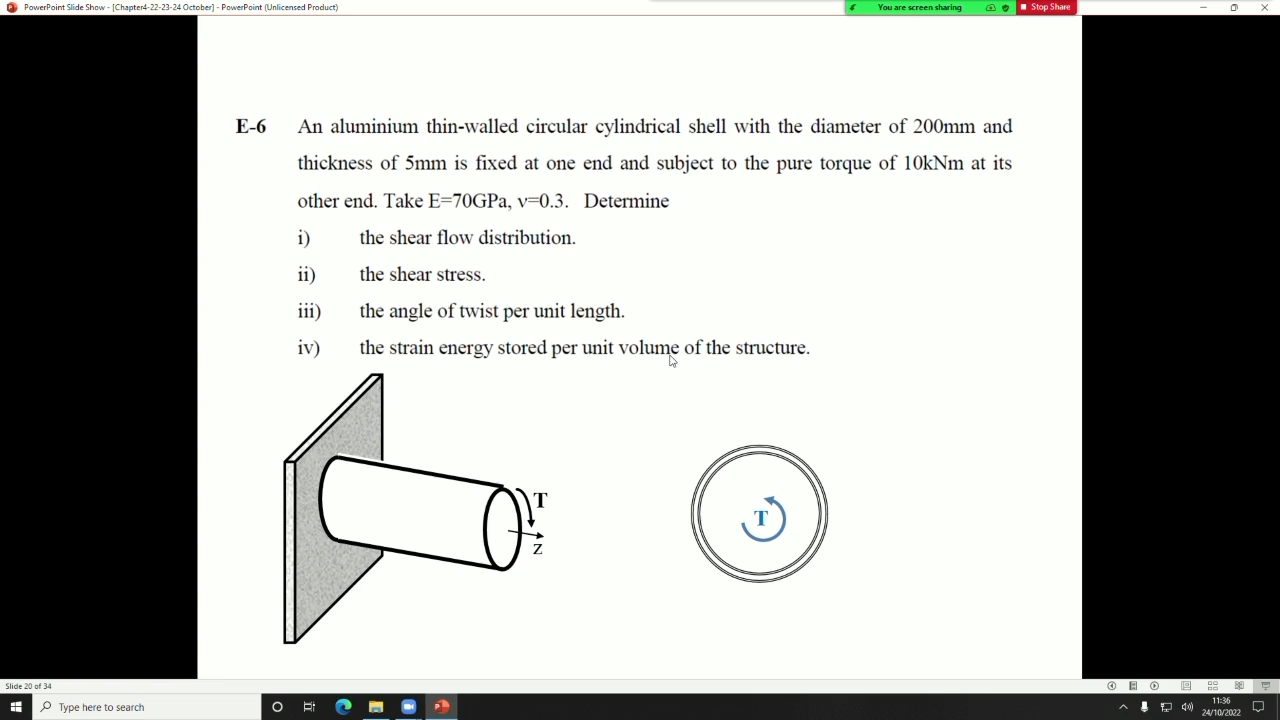 PowerPoint Slide Show - [Chapter4-22-23-24 October] - PowerPoint (Unlicensed Product)
You are screen sharing
Stop Share
E-6 An aluminium thin-walled circular cylindrical shell with the diameter of 200mm and
thickness of 5mm is fixed at one end and subject to the pure torque of 10kNm at its
other end. Take E=70GPa, ν=0.3. Determine
i) the shear flow distribution.
ii) the shear stress.
iii) the angle of twist per unit length.
iv) the strain energy stored per unit volume of the structure.
T
z
T
Slide 20 of 34
Type here to search
11:36
24/10/2022